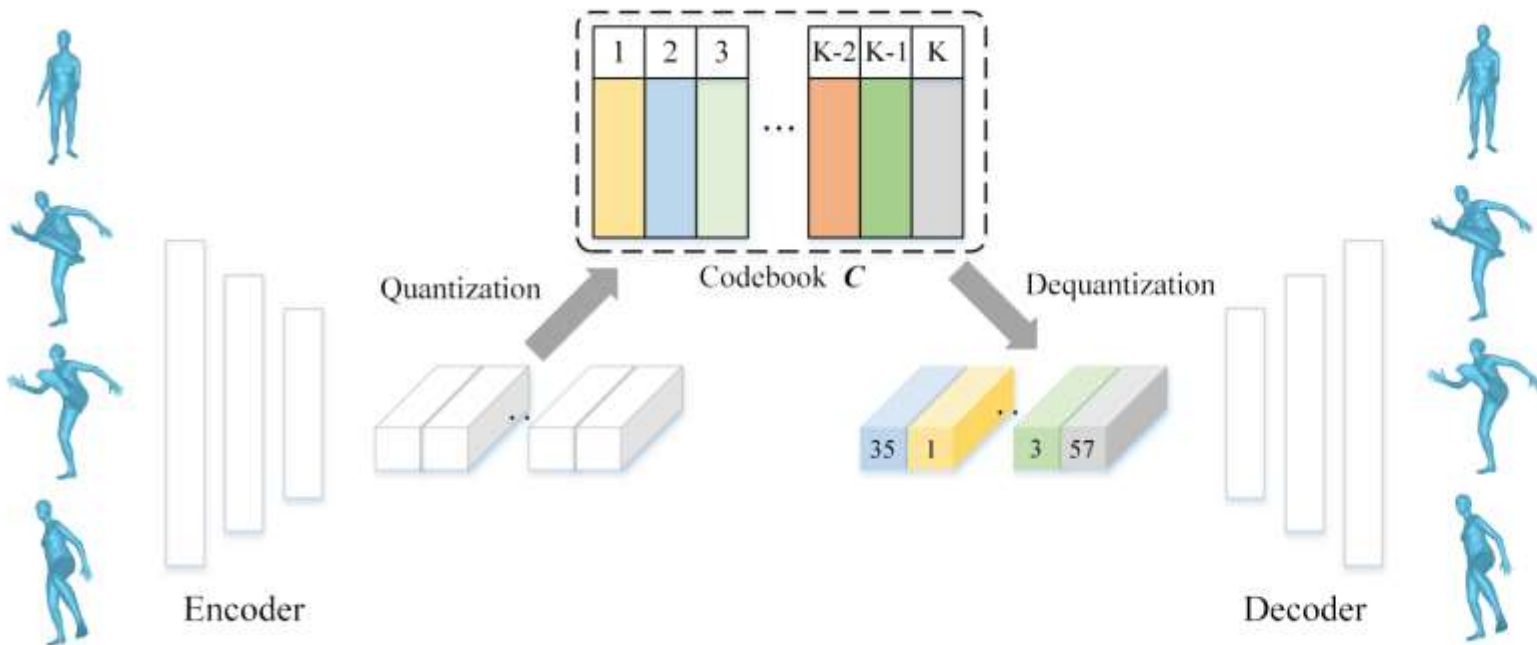 1 2 3 ... K-2 K-1 K
Codebook C
Quantization
Dequantization
35 1 .. 3 57
..
Encoder
Decoder